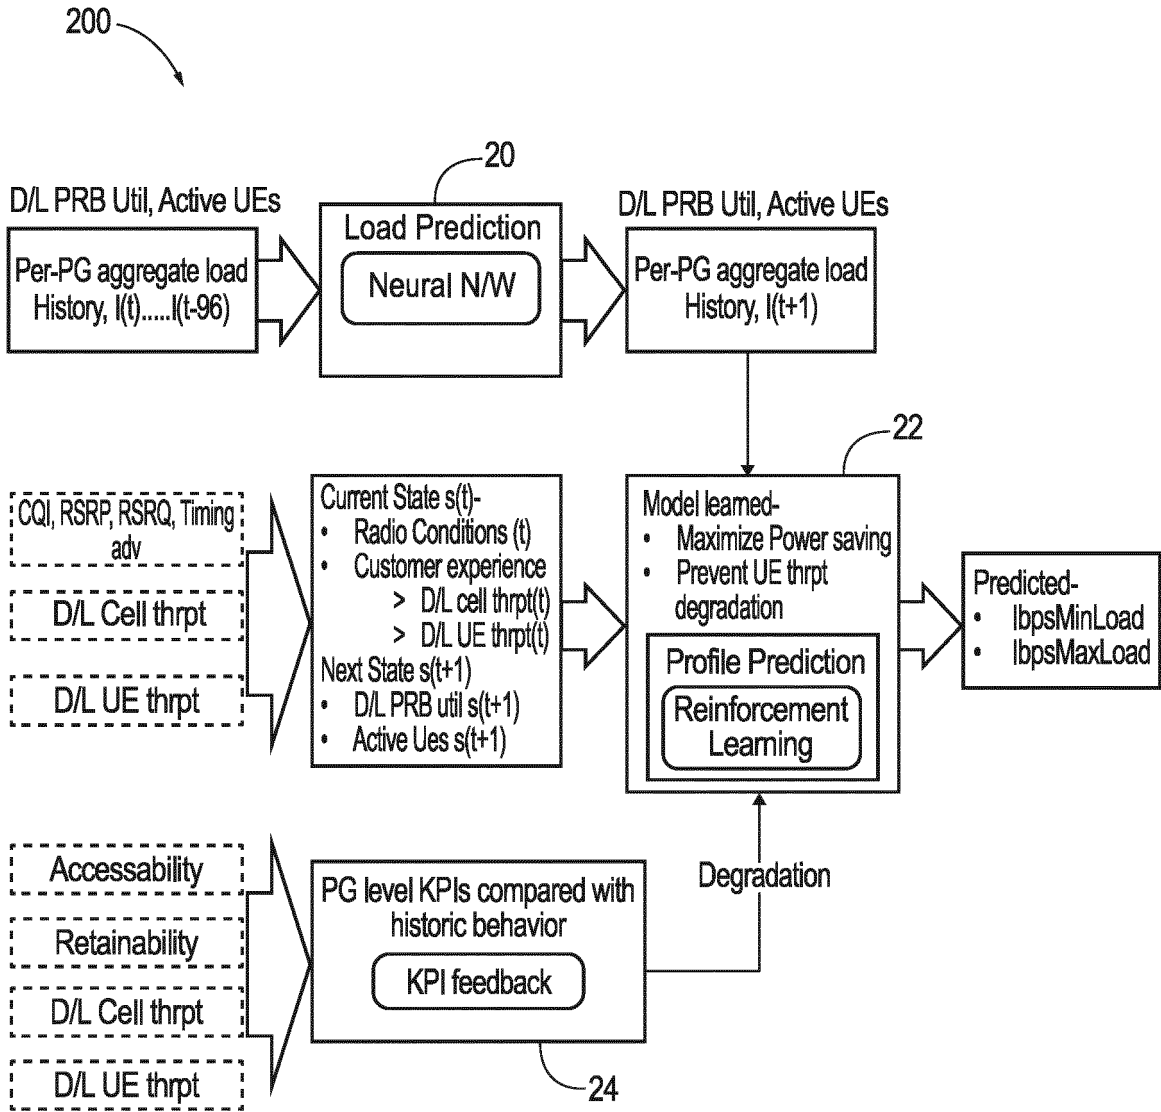 200
20
D/L PRB Util, Active UEs
Per-PG aggregate load
History, l(t).....l(t-96)
Load Prediction
Neural N/W
D/L PRB Util, Active UEs
Per-PG aggregate load
History, l(t+1)
22
CQI, RSRP, RSRQ, Timing
adv
D/L Cell thrpt
D/L UE thrpt
Current State s(t)-
• Radio Conditions (t)
• Customer experience
> D/L cell thrpt(t)
> D/L UE thrpt(t)
Next State s(t+1)
• D/L PRB util s(t+1)
• Active Ues s(t+1)
Model learned-
• Maximize Power saving
• Prevent UE thrpt
degradation
Profile Prediction
Reinforcement
Learning
Predicted-
• lbpsMinLoad
• lbpsMaxLoad
Accessability
Retainability
D/L Cell thrpt
D/L UE thrpt
PG level KPIs compared with
historic behavior
KPI feedback
Degradation
24